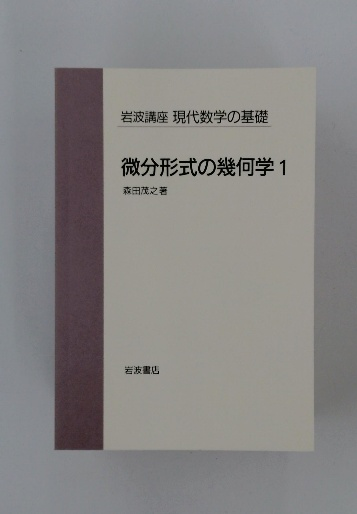 岩波講座 現代数学の基礎
微分形式の幾何学 1
森田茂之著
岩波書店